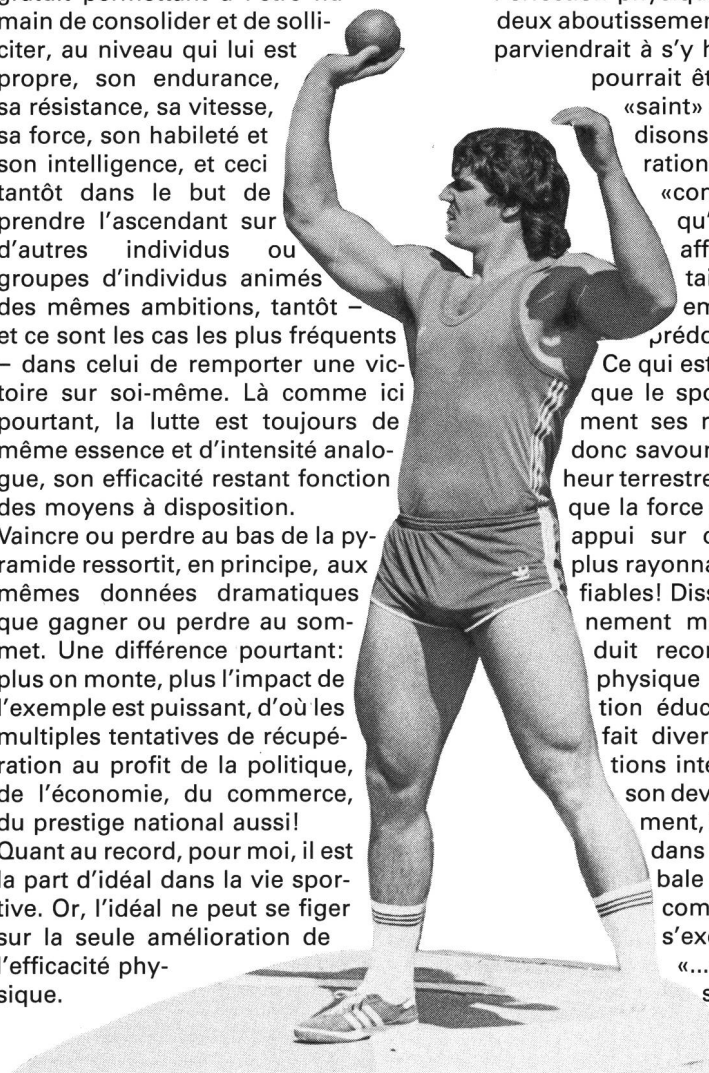 main de consolider et de solli-
citer, au niveau qui lui est
propre, son endurance,
sa résistance, sa vitesse,
sa force, son habileté et
son intelligence, et ceci
tantôt dans le but de
prendre l'ascendant sur
d'autres individus ou
groupes d'individus animés
des mêmes ambitions, tantôt –
et ce sont les cas les plus fréquents
– dans celui de remporter une vic-
toire sur soi-même. Là comme ici
pourtant, la lutte est toujours de
même essence et d'intensité analo-
gue, son efficacité restant fonction
des moyens à disposition.
Vaincre ou perdre au bas de la py-
ramide ressortit, en principe, aux
mêmes données dramatiques
que gagner ou perdre au som-
met. Une différence pourtant:
plus on monte, plus l'impact de
l'exemple est puissant, d'où les
multiples tentatives de récupé-
ration au profit de la politique,
de l'économie, du commerce,
du prestige national aussi!
Quant au record, pour moi, il est
la part d'idéal dans la vie spor-
tive. Or, l'idéal ne peut se figer
sur la seule amélioration de
l'efficacité phy-
sique.
deux aboutissemen
parviendrait à s'y h
pourrait êt
«saint»
disons
ration
«con
qu'
aff
tai
em
prédo
Ce qui est
que le spo
ment ses r
donc savour
heur terrestre
que la force
appui sur c
plus rayonna
fiables! Diss
nement m
duit recor
physique
tion éduc
fait diver
tions inte
son dev
ment,
dans
bale
com
s'exe
«...
s